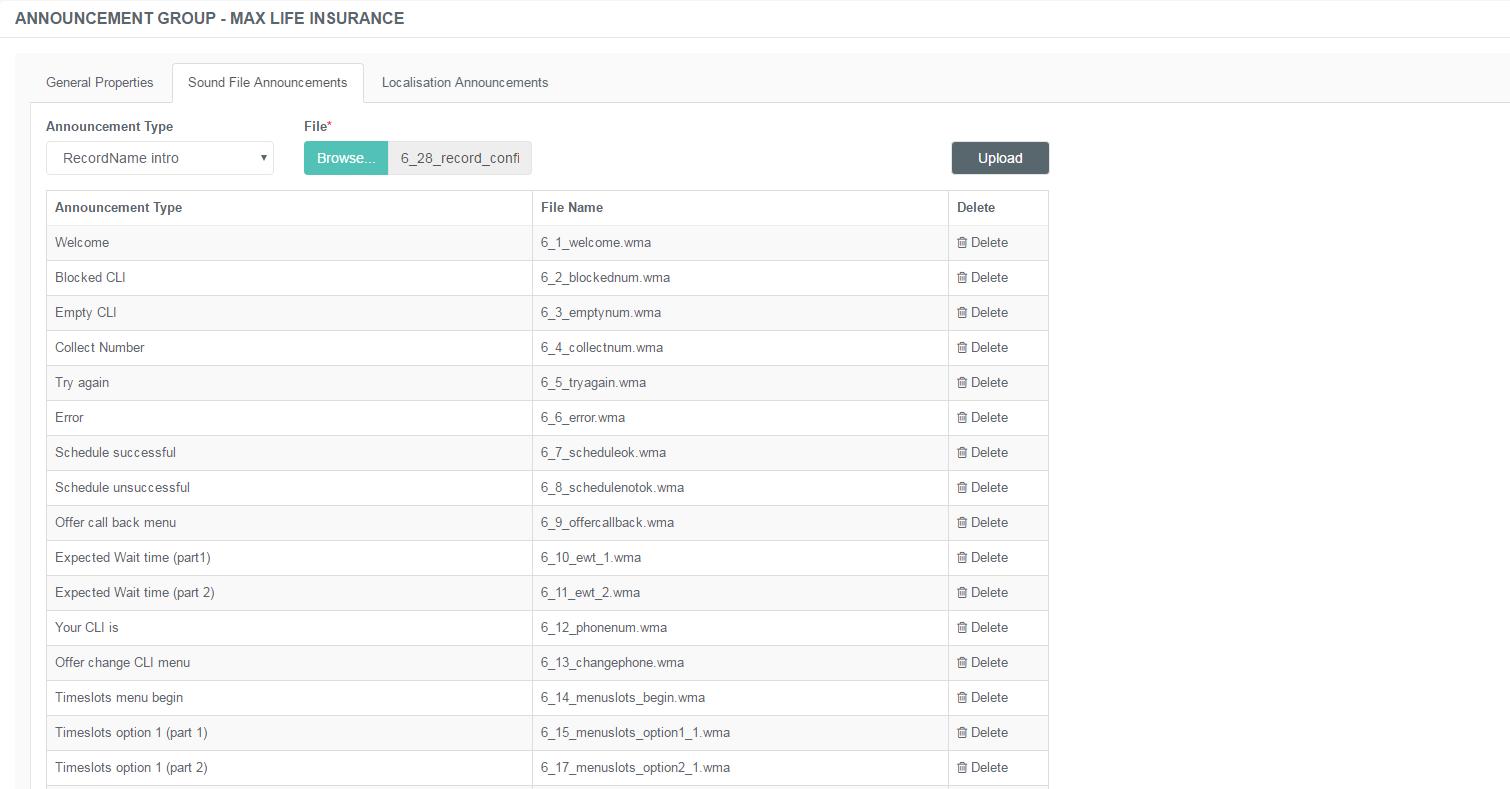 ANNOUNCEMENT GROUP - MAX LIFE INSURANCE
General Properties Sound File Announcements Localisation Announcements
Announcement Type File*
RecordName intro Browse... 6_28_record_confi Upload
Announcement Type File Name Delete
Welcome 6_1_welcome.wma Delete
Blocked CLI 6_2_blockednum.wma Delete
Empty CLI 6_3_emptynum.wma Delete
Collect Number 6_4_collectnum.wma Delete
Try again 6_5_tryagain.wma Delete
Error 6_6_error.wma Delete
Schedule successful 6_7_scheduleok.wma Delete
Schedule unsuccessful 6_8_schedulenotok.wma Delete
Offer call back menu 6_9_offercallback.wma Delete
Expected Wait time (part1) 6_10_ewt_1.wma Delete
Expected Wait time (part 2) 6_11_ewt_2.wma Delete
Your CLI is 6_12_phonenum.wma Delete
Offer change CLI menu 6_13_changephone.wma Delete
Timeslots menu begin 6_14_menuslots_begin.wma Delete
Timeslots option 1 (part 1) 6_15_menuslots_option1_1.wma Delete
Timeslots option 1 (part 2) 6_17_menuslots_option2_1.wma Delete